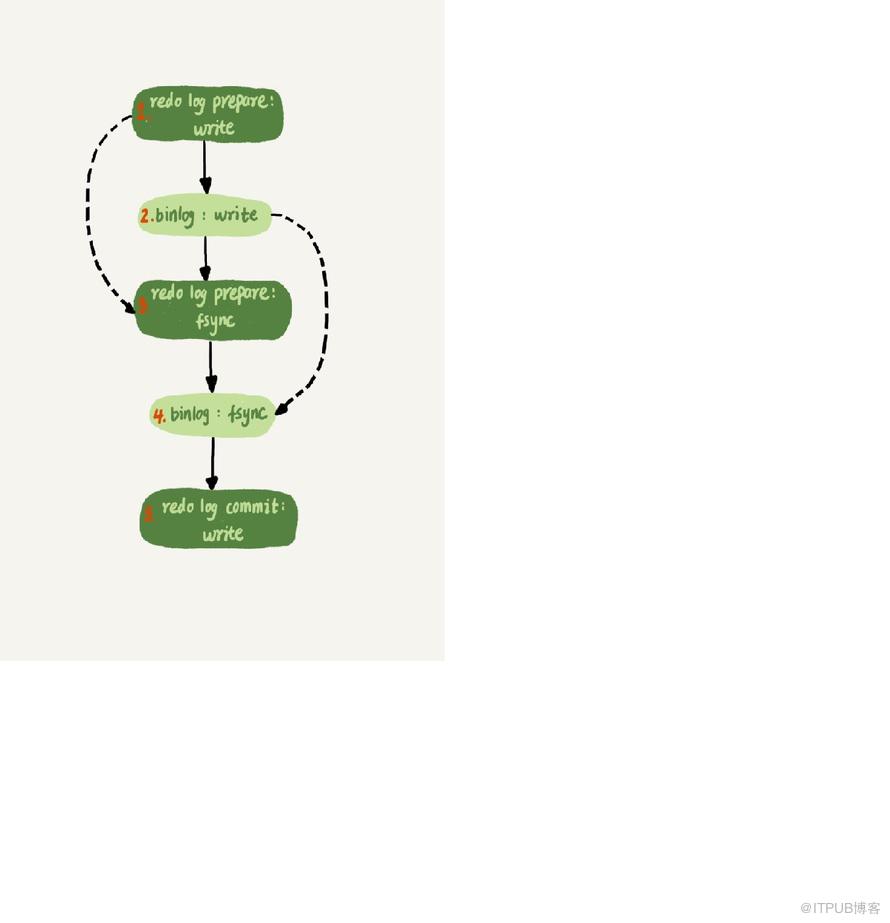 1. redo log prepare:
write
2. binlog : write
3 redo log prepare:
fsync
4. binlog : fsync
5 redo log commit:
write
@ITPUB博客